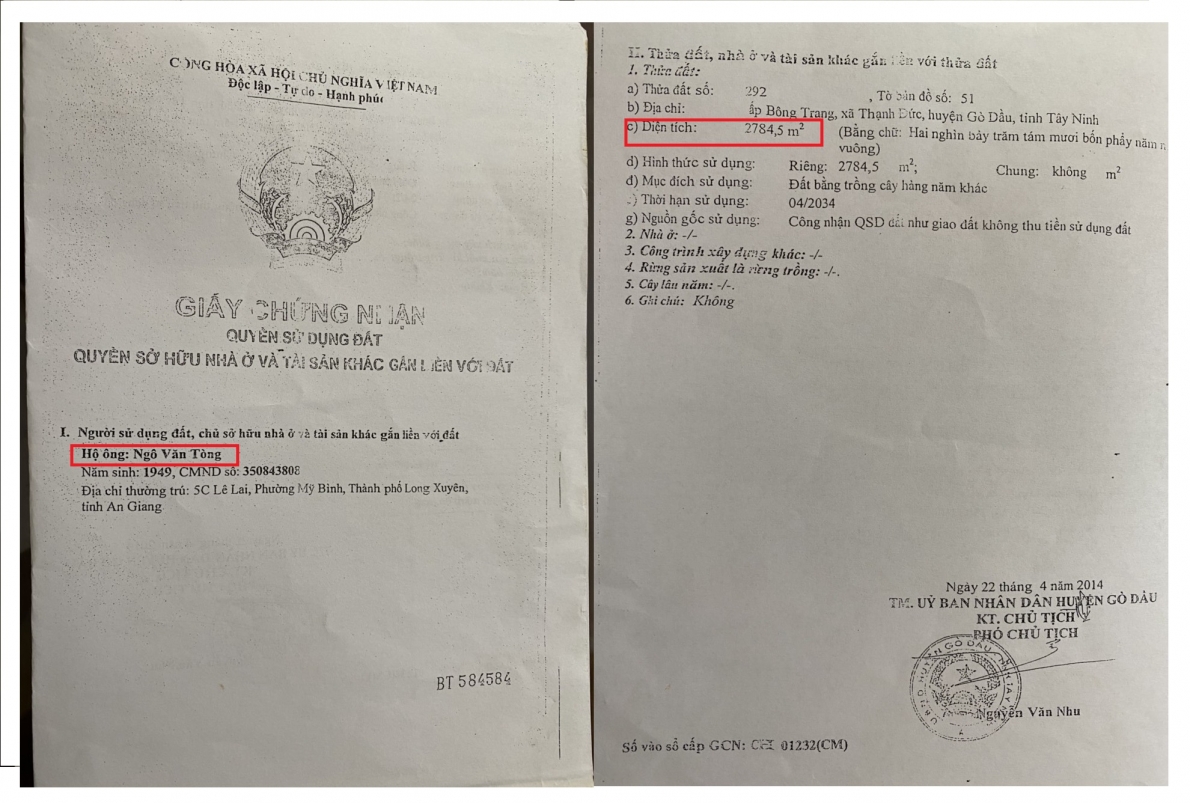 CỘNG HÒA XÃ HỘI CHỦ NGHĨA VIỆT NAM
Độc lập - Tự do - Hạnh phúc
GIẤY CHỨNG NHẬN
QUYỀN SỬ DỤNG ĐẤT
QUYỀN SỞ HỮU NHÀ Ở VÀ TÀI SẢN KHÁC GẮN LIỀN VỚI ĐẤT
I. Người sử dụng đất, chủ sở hữu nhà ở và tài sản khác gắn liền với đất
Hộ ông: Ngô Văn Tòng
Năm sinh: 1949, CMND số: 350843808
Địa chỉ thường trú: 5C Lê Lai, Phường Mỹ Bình, Thành phố Long Xuyên,
tỉnh An Giang
BT 584584
II. Thửa đất, nhà ở và tài sản khác gắn liền với thửa đất
1. Thửa đất:
a) Thửa đất số: 292 , Tờ bản đồ số: 51
b) Địa chỉ: ấp Bông Trang, xã Thạnh Đức, huyện Gò Dầu, tỉnh Tây Ninh
c) Diện tích: 2784,5 m² (Bằng chữ: Hai nghìn bảy trăm tám mươi bốn phẩy năm
vuông)
d) Hình thức sử dụng: Riêng: 2784,5 m²; Chung: không m²
đ) Mục đích sử dụng: Đất bằng trồng cây hàng năm khác
) Thời hạn sử dụng: 04/2034
g) Nguồn gốc sử dụng: Công nhận QSD đất như giao đất không thu tiền sử dụng đất
2. Nhà ở: -/-
3. Công trình xây dựng khác: -/-
4. Rừng sản xuất là rừng trồng: -/-.
5. Cây lâu năm: -/-.
6. Ghi chú: Không
Ngày 22 tháng 4 năm 2014
TM. UỶ BAN NHÂN DÂN HUYỆN GÒ DẦU
KT. CHỦ TỊCH
PHÓ CHỦ TỊCH
Nguyễn Văn Nhu
Số vào sổ cấp GCN: 01232(CM)